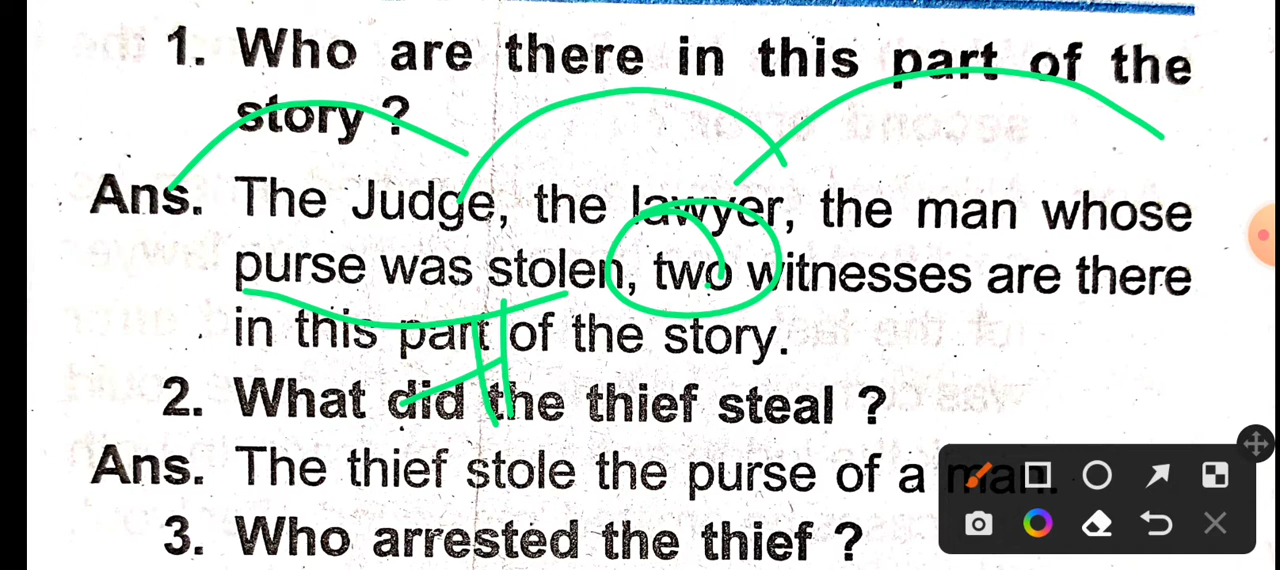 1. Who are there in this part of the
story ?
Ans. The Judge, the lawyer, the man whose
purse was stolen, two witnesses are there
in this part of the story.
2. What did the thief steal ?
Ans. The thief stole the purse of a man.
3. Who arrested the thief ?